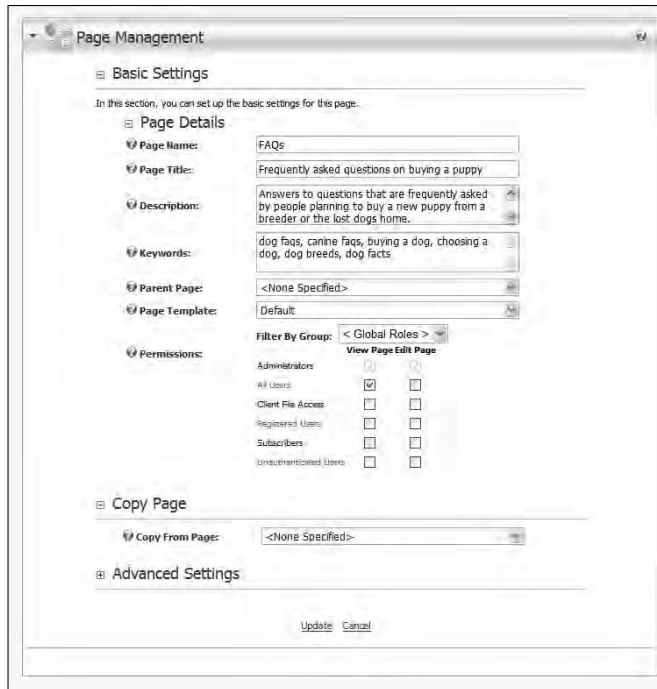 Page Management
Basic Settings
In this section, you can set up the basic settings for this page.
Page Details
Page Name: FAQs
Page Title: Frequently asked questions on buying a puppy
Description: Answers to questions that are frequently asked
by people planning to buy a new puppy from a
breeder or the lost dogs home.
Keywords: dog faqs, canine faqs, buying a dog, choosing a
dog, dog breeds, dog facts
Parent Page: <None Specified>
Page Template: Default
Permissions: Filter By Group: < Global Roles >
View Page Edit Page
Administrators
All Users
Client File Access
Registered Users
Subscribers
Unauthenticated Users
Copy Page
Copy From Page: <None Specified>
Advanced Settings
Update Cancel